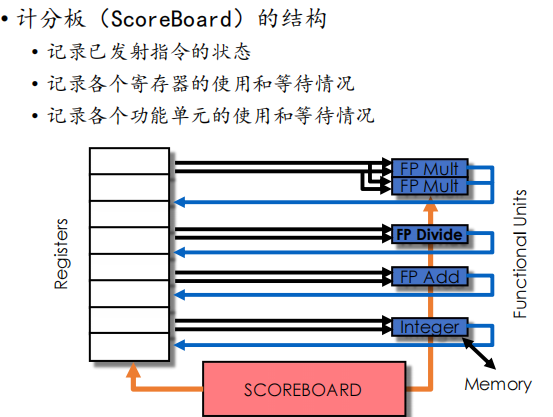 • 计分板（ScoreBoard）的结构
• 记录已发射指令的状态
• 记录各个寄存器的使用和等待情况
• 记录各个功能单元的使用和等待情况
FP Mult
FP Mult
FP Divide
FP Add
Integer
Registers
Functional Units
SCOREBOARD
Memory